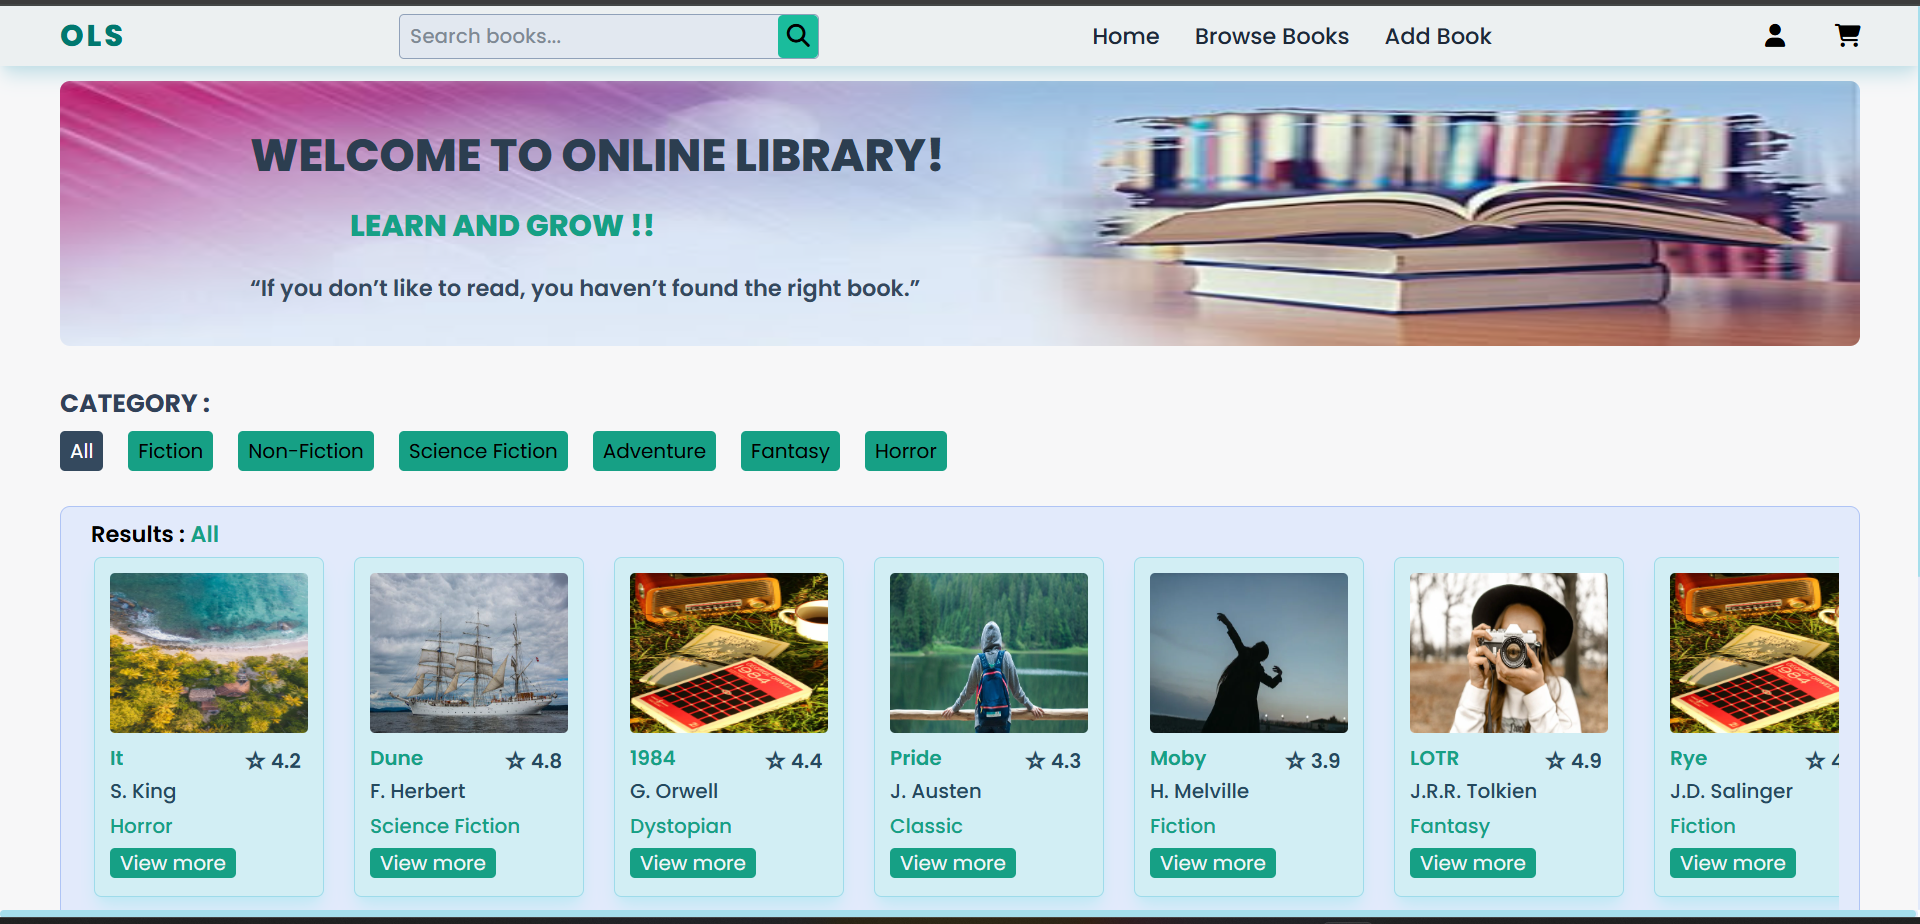 OLS
Search books...
Home Browse Books Add Book
WELCOME TO ONLINE LIBRARY!
LEARN AND GROW !!
“If you don’t like to read, you haven’t found the right book.”
CATEGORY :
All Fiction Non-Fiction Science Fiction Adventure Fantasy Horror
Results : All
It ☆ 4.2
S. King
Horror
View more
Dune ☆ 4.8
F. Herbert
Science Fiction
View more
1984
1984 ☆ 4.4
G. Orwell
Dystopian
View more
Pride ☆ 4.3
J. Austen
Classic
View more
Moby ☆ 3.9
H. Melville
Fiction
View more
LOTR ☆ 4.9
J.R.R. Tolkien
Fantasy
View more
1984
Rye ☆ 4
J.D. Salinger
Fiction
View more